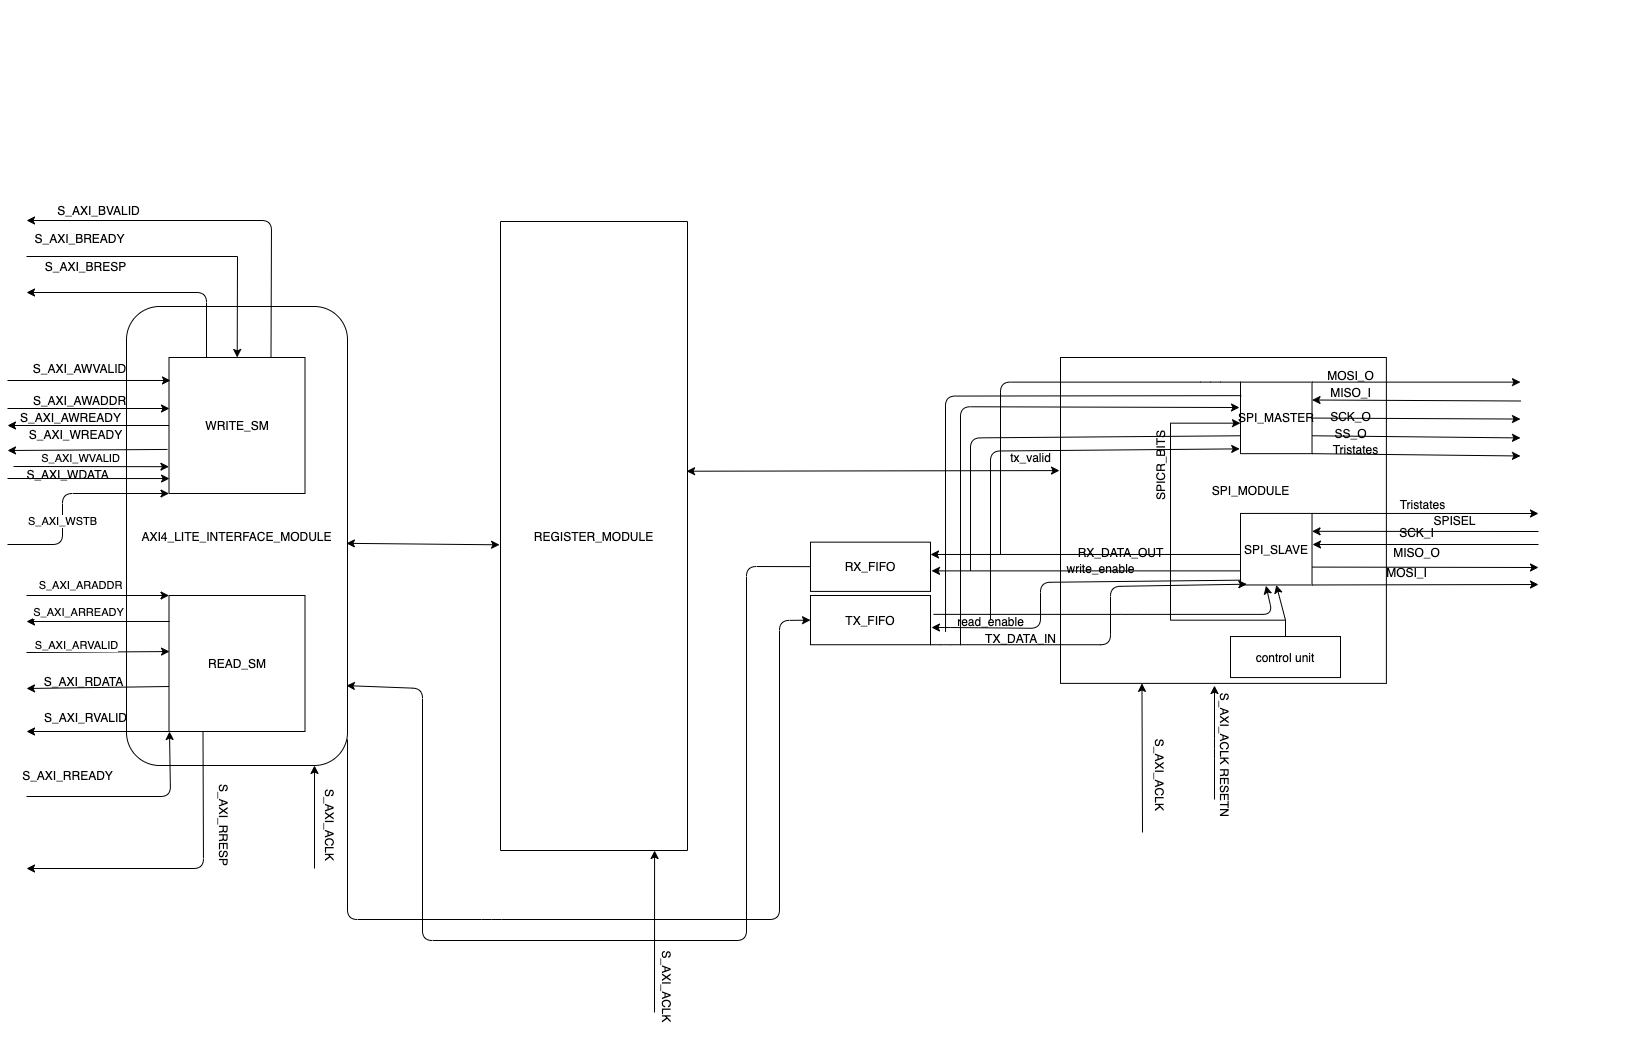 S_AXI_BVALID
S_AXI_BREADY
S_AXI_BRESP
S_AXI_AWVALID
S_AXI_AWADDR
S_AXI_AWREADY
S_AXI_WREADY
S_AXI_WVALID
S_AXI_WDATA
S_AXI_WSTB
WRITE_SM
AXI4_LITE_INTERFACE_MODULE
S_AXI_ARADDR
S_AXI_ARREADY
S_AXI_ARVALID
S_AXI_RDATA
S_AXI_RVALID
S_AXI_RREADY
READ_SM
S_AXI_RRESP
S_AXI_ACLK
REGISTER_MODULE
S_AXI_ACLK
RX_FIFO
TX_FIFO
tx_valid
RX_DATA_OUT
write_enable
read_enable
TX_DATA_IN
SPICR_BITS
SPI_MASTER
SPI_MODULE
SPI_SLAVE
control unit
MOSI_O
MISO_I
SCK_O
SS_O
Tristates
Tristates
SPISEL
SCK_I
MISO_O
MOSI_I
S_AXI_ACLK
S_AXI_ACLK RESETN